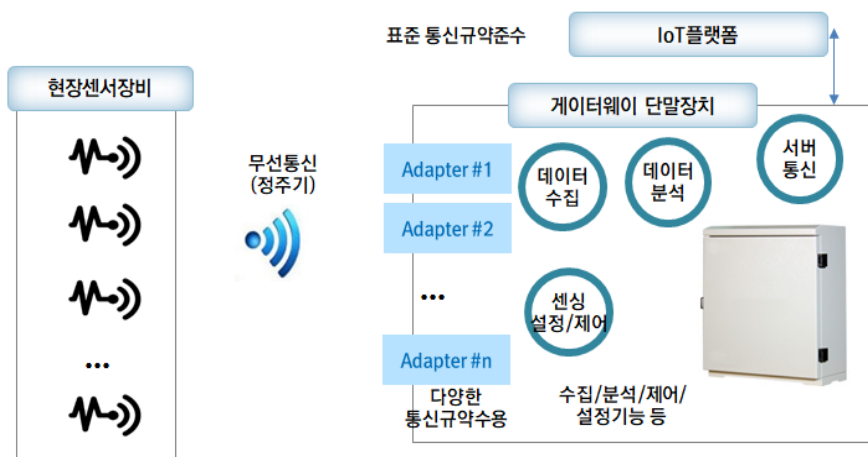 표준 통신규약준수
IoT플랫폼
현장센서장비
게이터웨이 단말장치
무선통신
(정주기)
Adapter #1
Adapter #2
...
Adapter #n
다양한
통신규약수용
데이터
수집
데이터
분석
서버
통신
센싱
설정/제어
수집/분석/제어/
설정기능 등
...